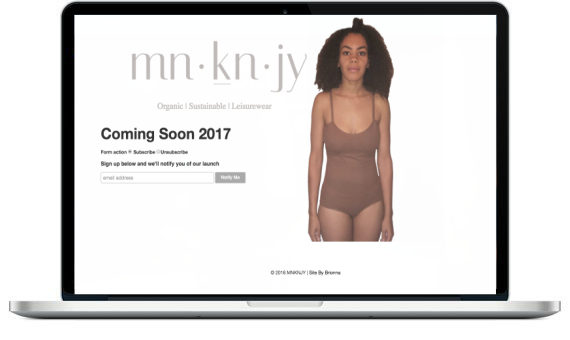 mn·kn·jy
Organic | Sustainable | Leisurewear
Coming Soon 2017
Form action Subscribe Unsubscribe
Sign up below and we'll notify you of our launch
email address Notify Me
© 2016 MNKNJY | Site By Brionna